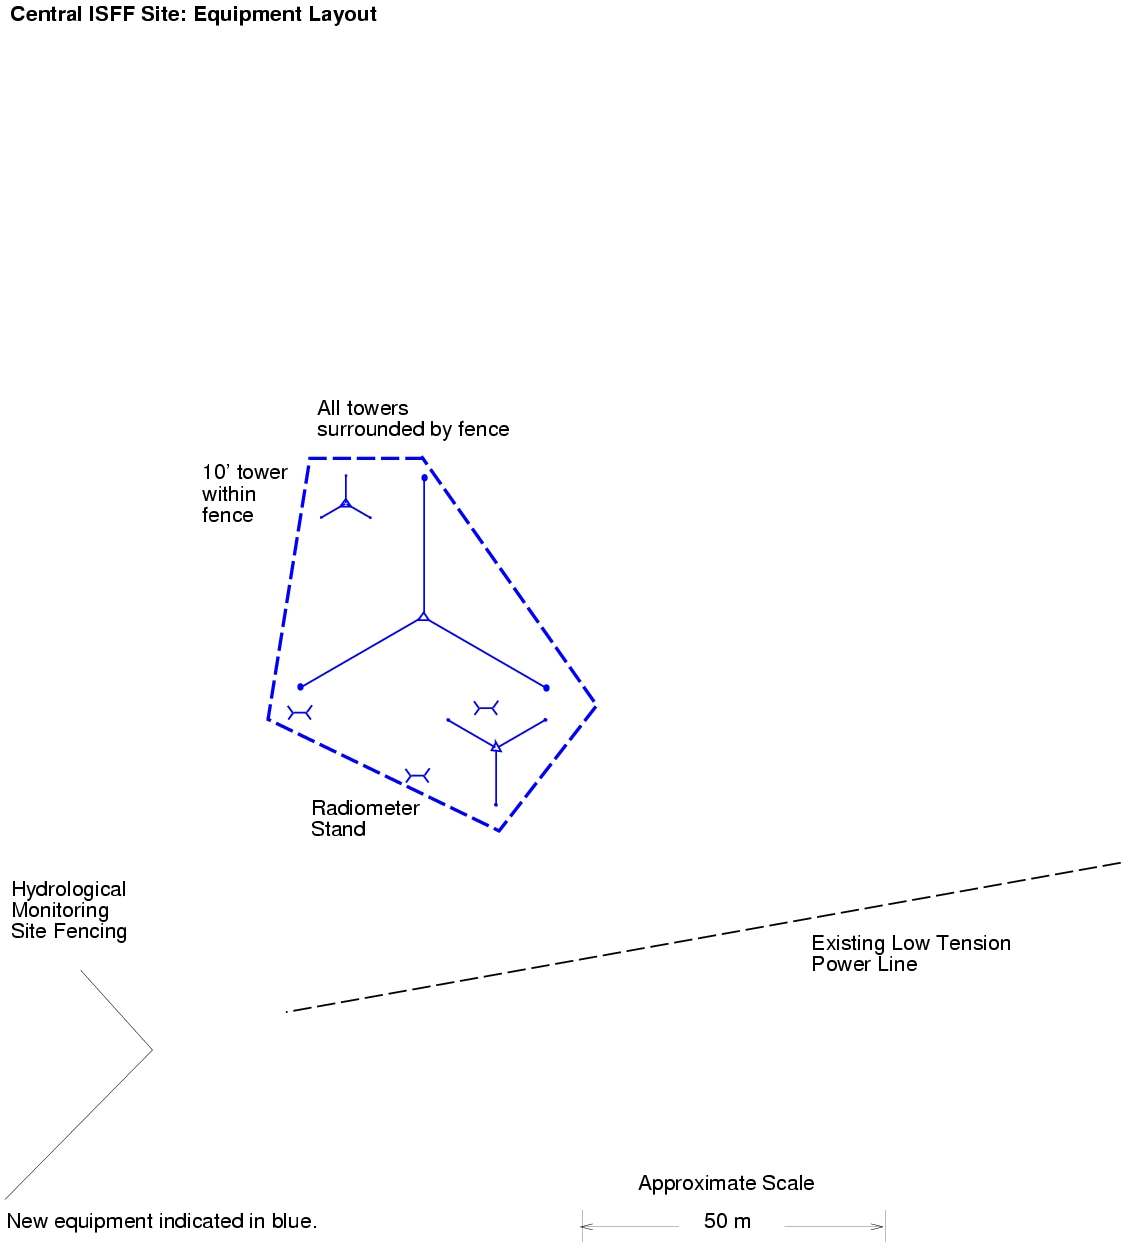 Central ISFF Site: Equipment Layout
All towers
surrounded by fence
10' tower
within
fence
Radiometer
Stand
Hydrological
Monitoring
Site Fencing
Existing Low Tension
Power Line
Approximate Scale
50 m
New equipment indicated in blue.